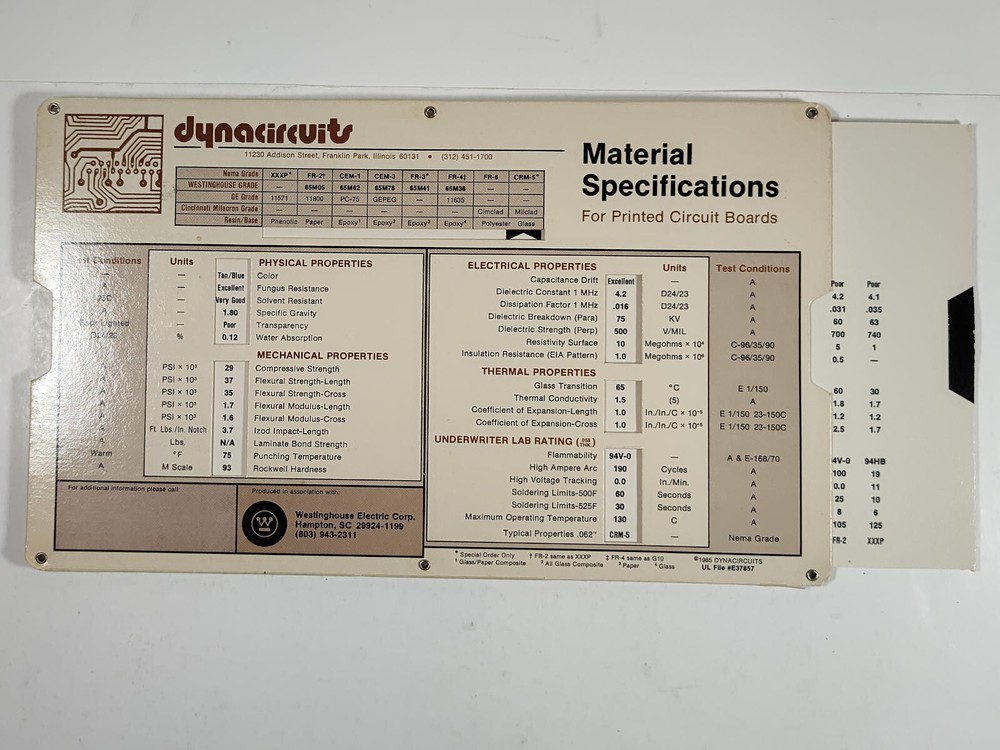 dynacircuits
11230 Addison Street, Franklin Park, Illinois 60131 • (312) 451-1700
Material
Specifications
For Printed Circuit Boards
Nema Grade XXXP* FR-2† CEM-1 CEM-3 FR-3* FR-4‡ FR-6 CRM-5*
WESTINGHOUSE GRADE — 65M05 65M62 65M78 65M41 65M38 — —
GE Grade 11571 11800 PC-75 GEPEG — 11635 — —
Cincinnati Milacron Grade — — — — — — Cimclad Milclad
Resin/Base Phenolic Paper Epoxy¹ Epoxy² Epoxy³ Epoxy⁴ Polyester Glass
Test Conditions Units PHYSICAL PROPERTIES
— — Tan/Blue Color
A — Excellent Fungus Resistance
25C — Very Good Solvent Resistant
A — 1.80 Specific Gravity
— Poor Transparency
% 0.12 Water Absorption
MECHANICAL PROPERTIES
A PSI × 10³ 29 Compressive Strength
A PSI × 10³ 37 Flexural Strength-Length
A PSI × 10³ 35 Flexural Strength-Cross
A PSI × 10³ 1.7 Flexural Modulus-Length
A PSI × 10³ 1.6 Flexural Modulus-Cross
A Ft. Lbs./In. Notch 3.7 Izod Impact-Length
A Lbs. N/A Laminate Bond Strength
Warm °F 75 Punching Temperature
A M Scale 93 Rockwell Hardness
For additional information please call:
Produced in association with:
W
Westinghouse Electric Corp.
Hampton, SC 29924-1199
(803) 943-2311
ELECTRICAL PROPERTIES Units Test Conditions
Capacitance Drift Excellent — A
Dielectric Constant 1 MHz 4.2 D24/23 A
Dissipation Factor 1 MHz .016 D24/23 A
Dielectric Breakdown (Para) 75 KV A
Dielectric Strength (Perp) 500 V/MIL A
Resistivity Surface 10 Megohms × 10⁴ C-96/35/90
Insulation Resistance (EIA Pattern) 1.0 Megohms × 10⁶ C-96/35/90
THERMAL PROPERTIES
Glass Transition 65 °C E 1/150
Thermal Conductivity 1.5 (5) A
Coefficient of Expansion-Length 1.0 In./In./C × 10⁻⁵ E 1/150 23-150C
Coefficient of Expansion-Cross 1.0 In./In./C × 10⁻⁵ E 1/150 23-150C
UNDERWRITER LAB RATING (.058 THK.)
Flammability 94V-0 — A & E-168/70
High Ampere Arc 190 Cycles A
High Voltage Tracking 0.0 In./Min. A
Soldering Limits-500F 60 Seconds A
Soldering Limits-525F 30 Seconds A
Maximum Operating Temperature 130 C A
Typical Properties .062" CRM-5 — Nema Grade
* Special Order Only † FR-2 same as XXXP ‡ FR-4 same as G10
¹ Glass/Paper Composite ² All Glass Composite ³ Paper ⁴ Glass
©1985 DYNACIRCUITS
UL File #E37657
Poor Poor
4.2 4.1
.031 .035
60 63
700 740
5 1
0.5 —
60 30
1.8 1.7
1.2 1.2
2.5 1.7
4V-0 94HB
100 19
0.0 11
25 10
8 6
105 125
FR-2 XXXP